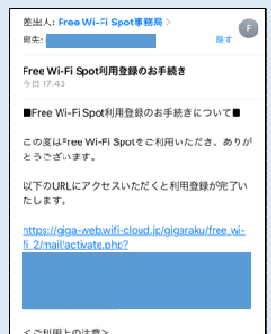 差出人: Free Wi-Fi Spot事務局
F
宛先:
隠す
Free Wi-Fi Spot利用登録のお手続き
今日 17:43
■Free Wi-Fi Spot利用登録のお手続きについて■
この度はFree Wi-Fi Spotをご利用いただき、ありが
とうございます。
以下のURLにアクセスいただくと利用登録が完了い
たします。
https://giga-web.wifi-cloud.jp/gigaraku/free_wi-
fi_2/mail/activate.php?
＜ご利用上の注意＞